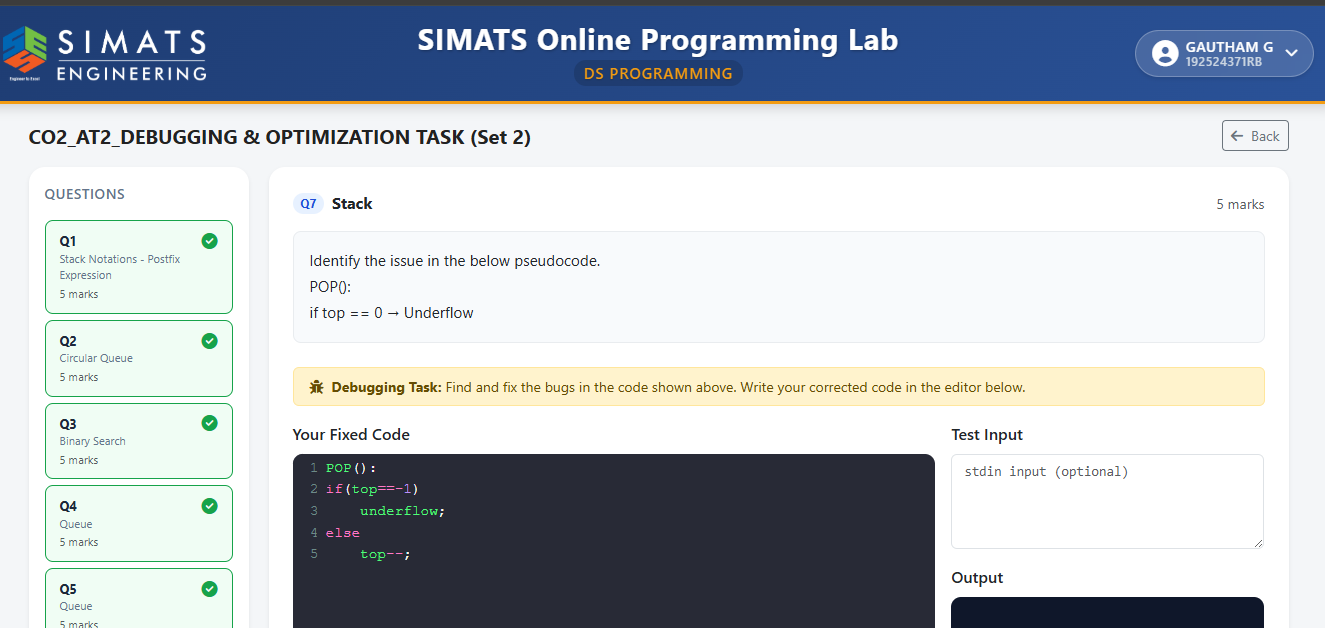 SIMATS
ENGINEERING
Engineer to Excel
SIMATS Online Programming Lab
DS PROGRAMMING
GAUTHAM G
192524371RB
CO2_AT2_DEBUGGING & OPTIMIZATION TASK (Set 2)
← Back
QUESTIONS
Q1
Stack Notations - Postfix
Expression
5 marks
Q2
Circular Queue
5 marks
Q3
Binary Search
5 marks
Q4
Queue
5 marks
Q5
Queue
5 marks
Q7 Stack
5 marks
Identify the issue in the below pseudocode.
POP():
if top == 0 → Underflow
Debugging Task: Find and fix the bugs in the code shown above. Write your corrected code in the editor below.
Your Fixed Code
1 POP():
2 if(top==-1)
3     underflow;
4 else
5     top--;
Test Input
stdin input (optional)
Output